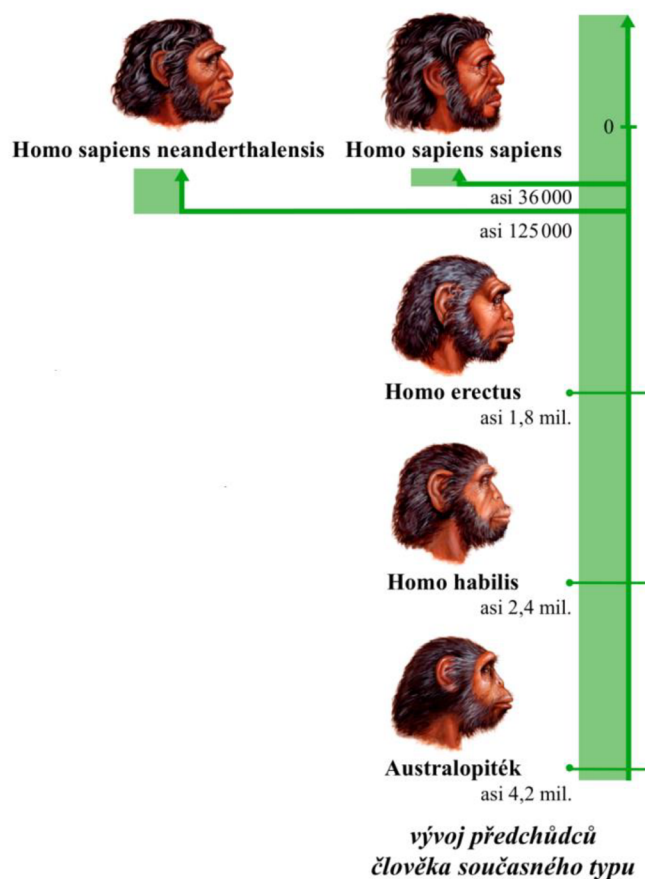 Homo sapiens neanderthalensis
Homo sapiens sapiens
0
asi 36 000
asi 125 000
Homo erectus
asi 1,8 mil.
Homo habilis
asi 2,4 mil.
Australopiték
asi 4,2 mil.
vývoj předchůdců
člověka současného typu